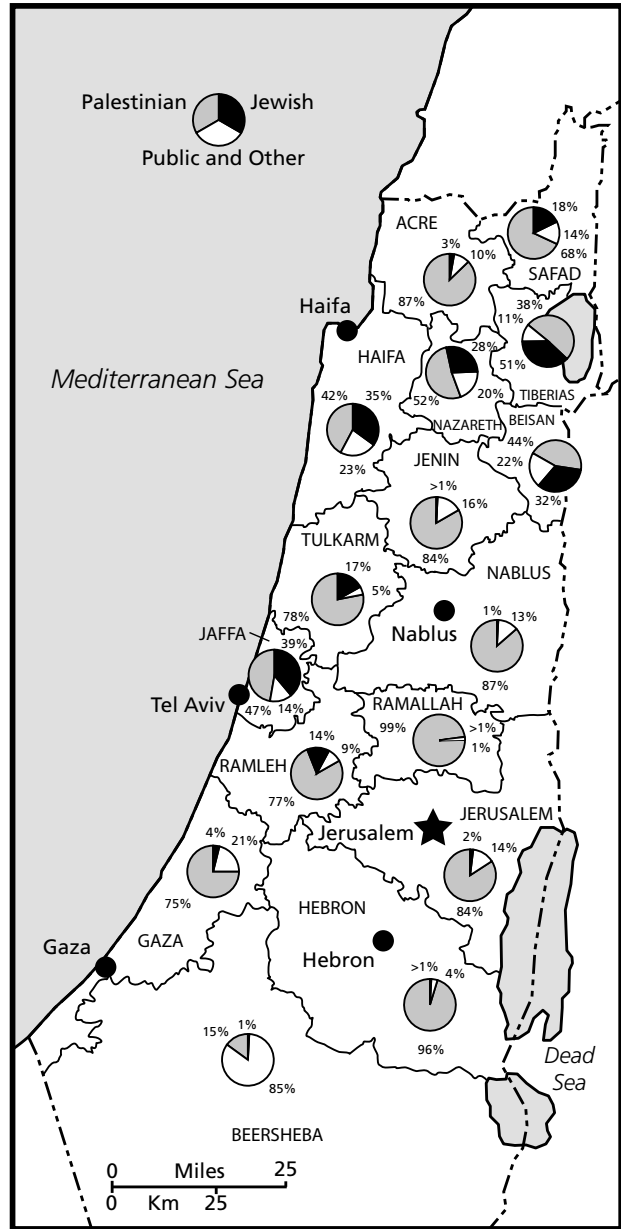 Palestinian Jewish
Public and Other
Mediterranean Sea
ACRE
3%
10%
87%
18%
14%
68%
SAFAD
Haifa
HAIFA
42% 35%
23%
28%
52% 20%
NAZARETH
38%
11%
51%
TIBERIAS
BEISAN
44%
22%
32%
JENIN
>1%
16%
84%
TULKARM
17%
5%
78%
NABLUS
Nablus
1% 13%
87%
JAFFA
39%
47% 14%
Tel Aviv
RAMALLAH
99% >1%
1%
RAMLEH
14%
9%
77%
JERUSALEM
Jerusalem
2%
14%
84%
4% 21%
75%
GAZA
Gaza
HEBRON
Hebron
>1% 4%
96%
Dead
Sea
15% 1%
85%
BEERSHEBA
0 Miles 25
0 Km 25